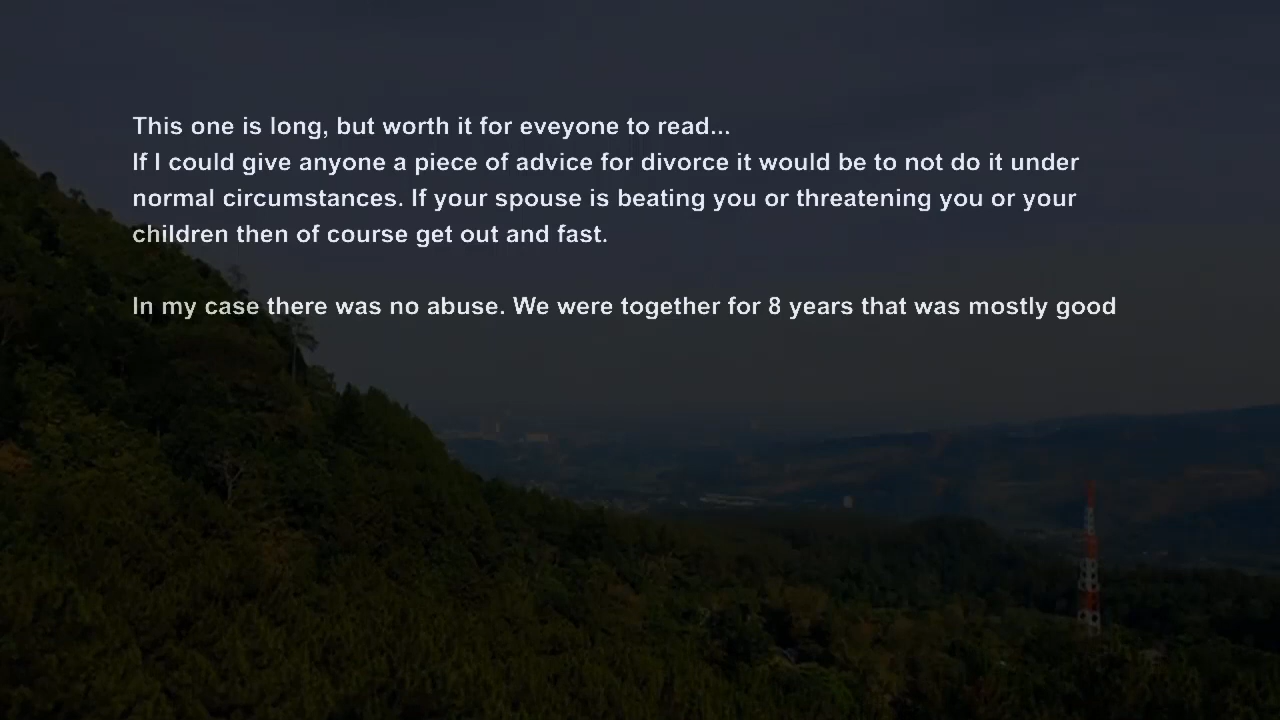 This one is long, but worth it for eveyone to read...
If I could give anyone a piece of advice for divorce it would be to not do it under
normal circumstances. If your spouse is beating you or threatening you or your
children then of course get out and fast.
In my case there was no abuse. We were together for 8 years that was mostly good